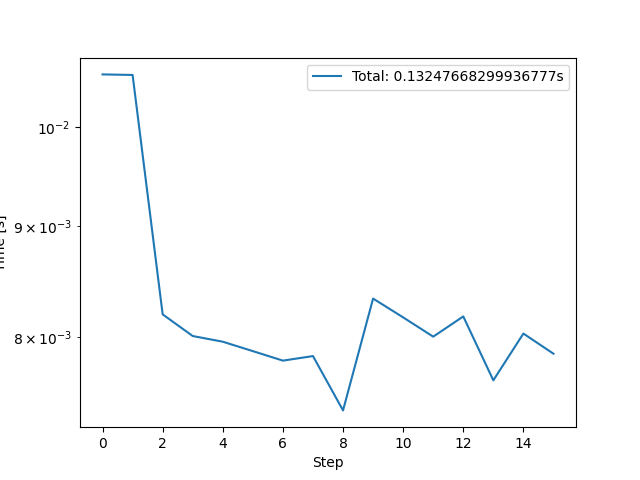 Total: 0.13247668299936777s
10⁻²
9 × 10⁻³
8 × 10⁻³
Time [s]
0 2 4 6 8 10 12 14
Step